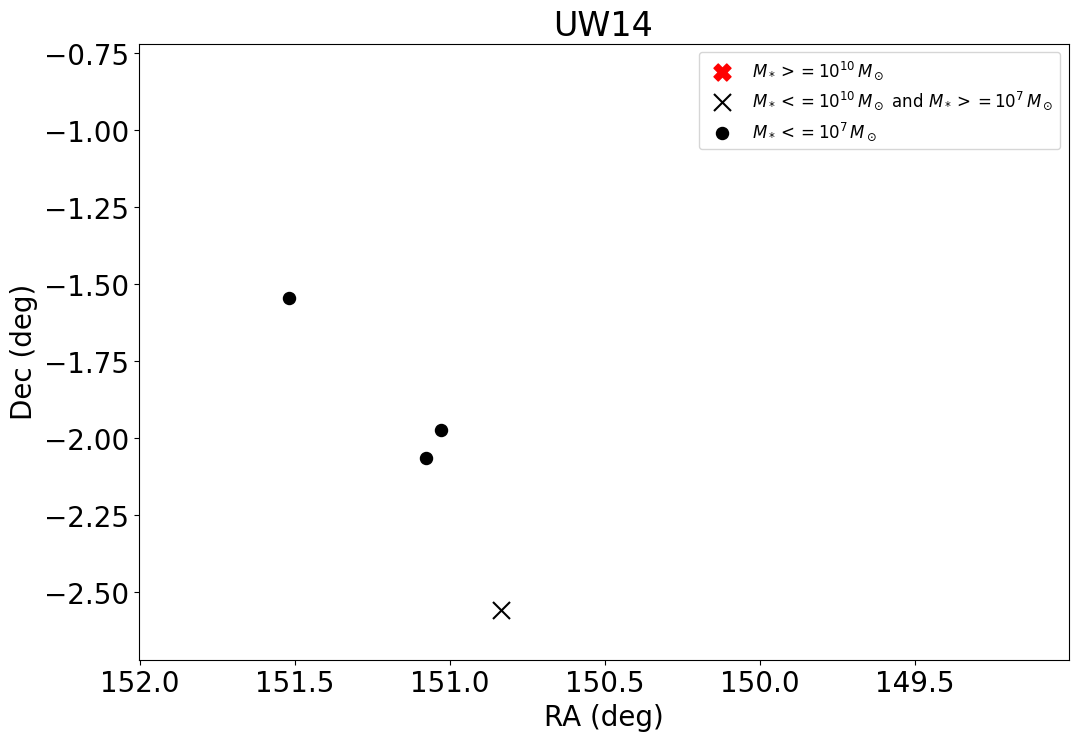 UW14
−0.75
−1.00
−1.25
−1.50
−1.75
−2.00
−2.25
−2.50
Dec (deg)
M* >= 10^10 M⊙
M* <= 10^10 M⊙ and M* >= 10^7 M⊙
M* <= 10^7 M⊙
152.0 151.5 151.0 150.5 150.0 149.5
RA (deg)